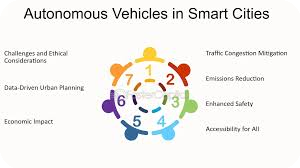 Autonomous Vehicles in Smart Cities
Challenges and Ethical
Considerations
Data-Driven Urban Planning
Economic Impact
7
1
2
6
3
5
4
Traffic Congestion Mitigation
Emissions Reduction
Enhanced Safety
Accessibility for All